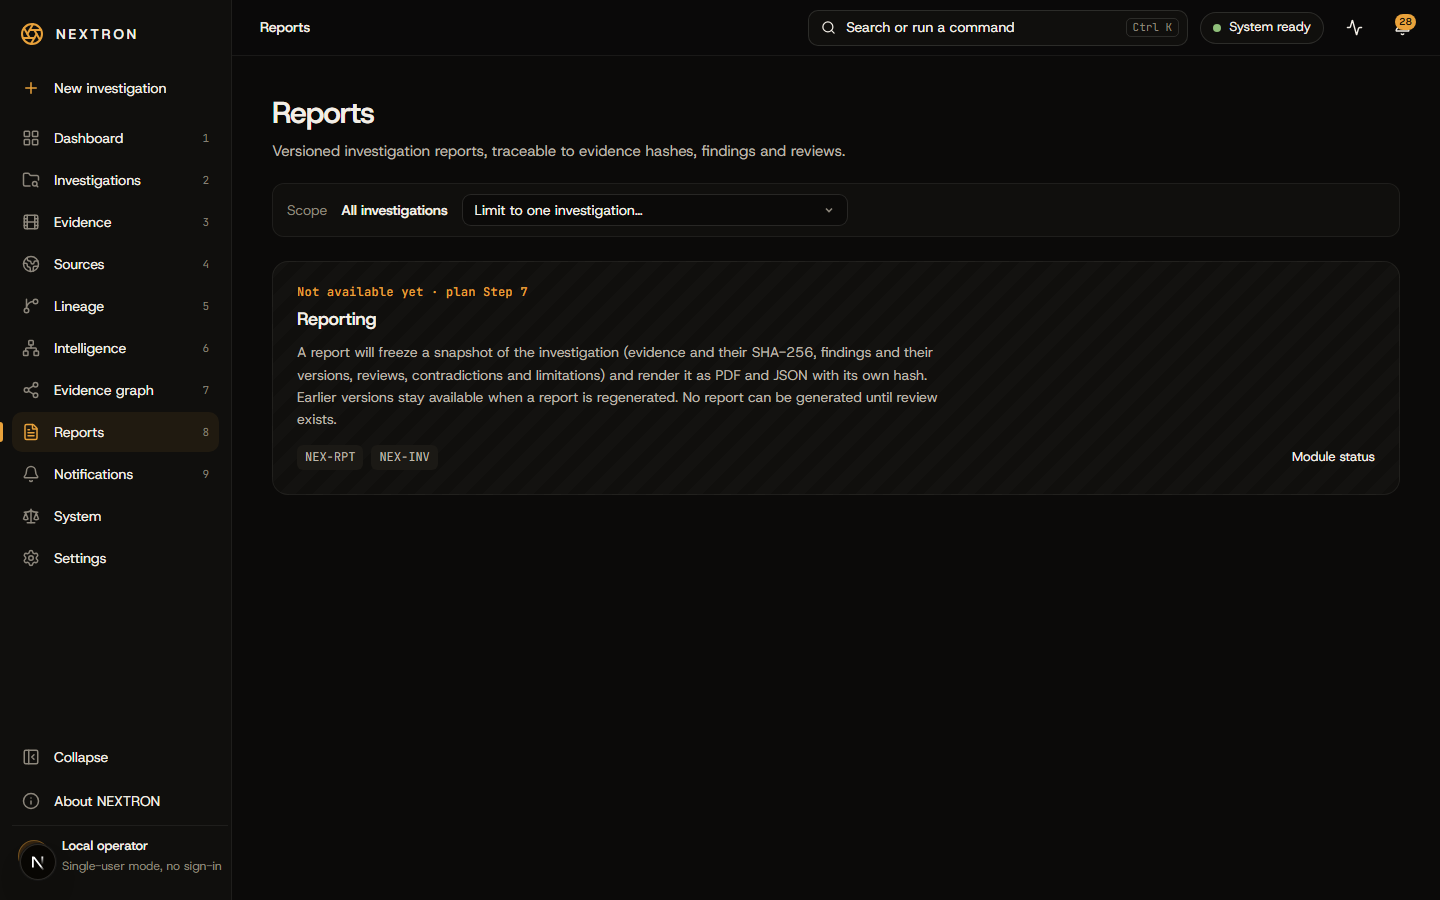 NEXTRON
New investigation
Dashboard 1
Investigations 2
Evidence 3
Sources 4
Lineage 5
Intelligence 6
Evidence graph 7
Reports 8
Notifications 9
System
Settings
Collapse
About NEXTRON
N
Local operator
Single-user mode, no sign-in
Reports
Search or run a command Ctrl K
System ready
28
Reports
Versioned investigation reports, traceable to evidence hashes, findings and reviews.
Scope All investigations Limit to one investigation…
Not available yet · plan Step 7
Reporting
A report will freeze a snapshot of the investigation (evidence and their SHA-256, findings and their
versions, reviews, contradictions and limitations) and render it as PDF and JSON with its own hash.
Earlier versions stay available when a report is regenerated. No report can be generated until review
exists.
NEX-RPT NEX-INV Module status